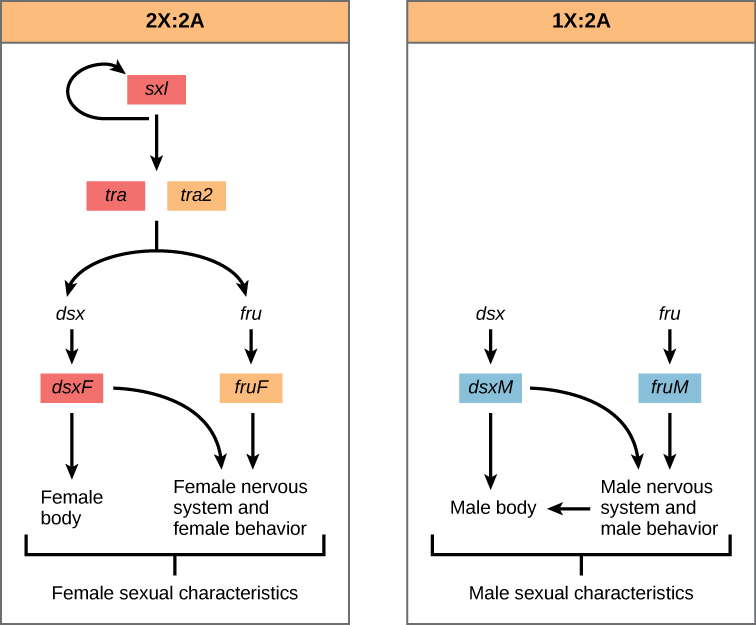 2X:2A
sxl
tra
tra2
dsx
fru
dsxF
fruF
Female
body
Female nervous
system and
female behavior
Female sexual characteristics
1X:2A
dsx
fru
dsxM
fruM
Male body
Male nervous
system and
male behavior
Male sexual characteristics